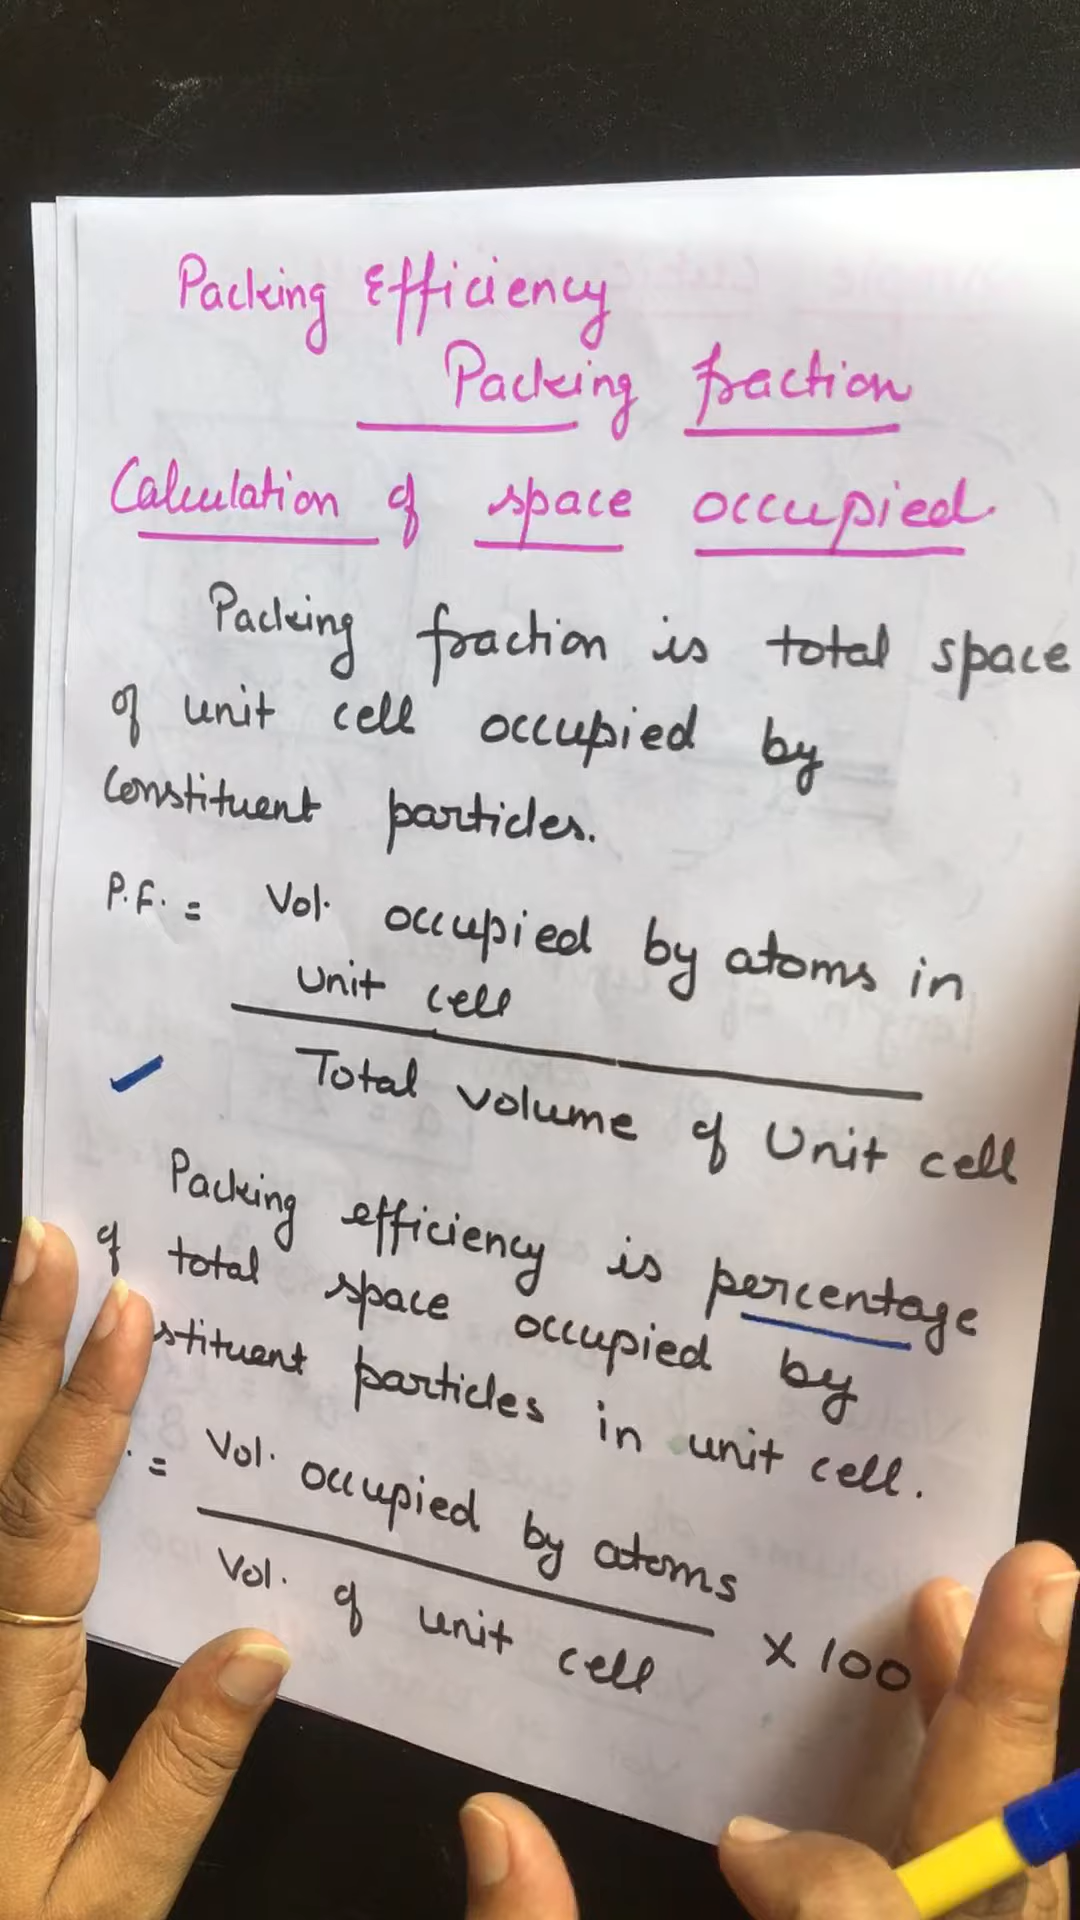 Packing Efficiency
Packing fraction
Calculation of space occupied.
Packing fraction is total space
of unit cell occupied by
constituent particles.
P.F. = Vol. occupied by atoms in
unit cell
Total volume of Unit cell
Packing efficiency is percentage
of total space occupied by
stituent particles in unit cell.
= Vol. occupied by atoms
Vol. of unit cell × 100